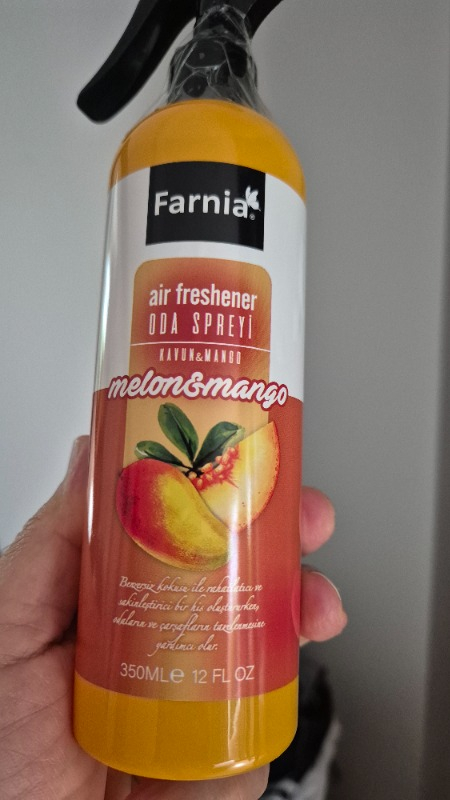 Farnia®
air freshener
ODA SPREYİ
KAVUN&MANGO
melon&mango
Benzersiz kokusu ile rahatlatıcı ve
sakinleştirici bir his oluştururken,
odaların ve çarşafların tazelenmesine
yardımcı olur.
350MLe 12 FL OZ